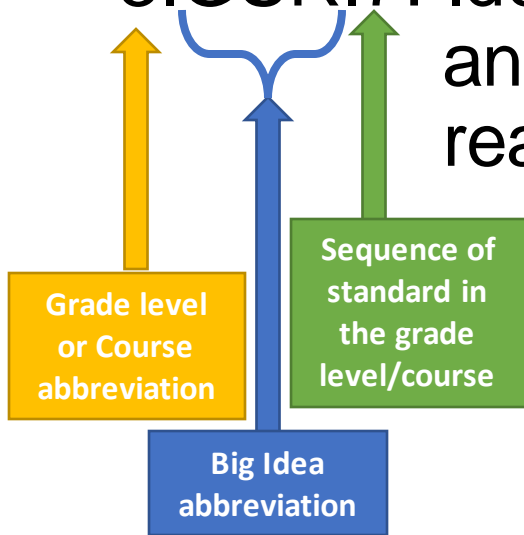 an
rea
Sequence of
standard in
the grade
level/course
Grade level
or Course
abbreviation
Big Idea
abbreviation